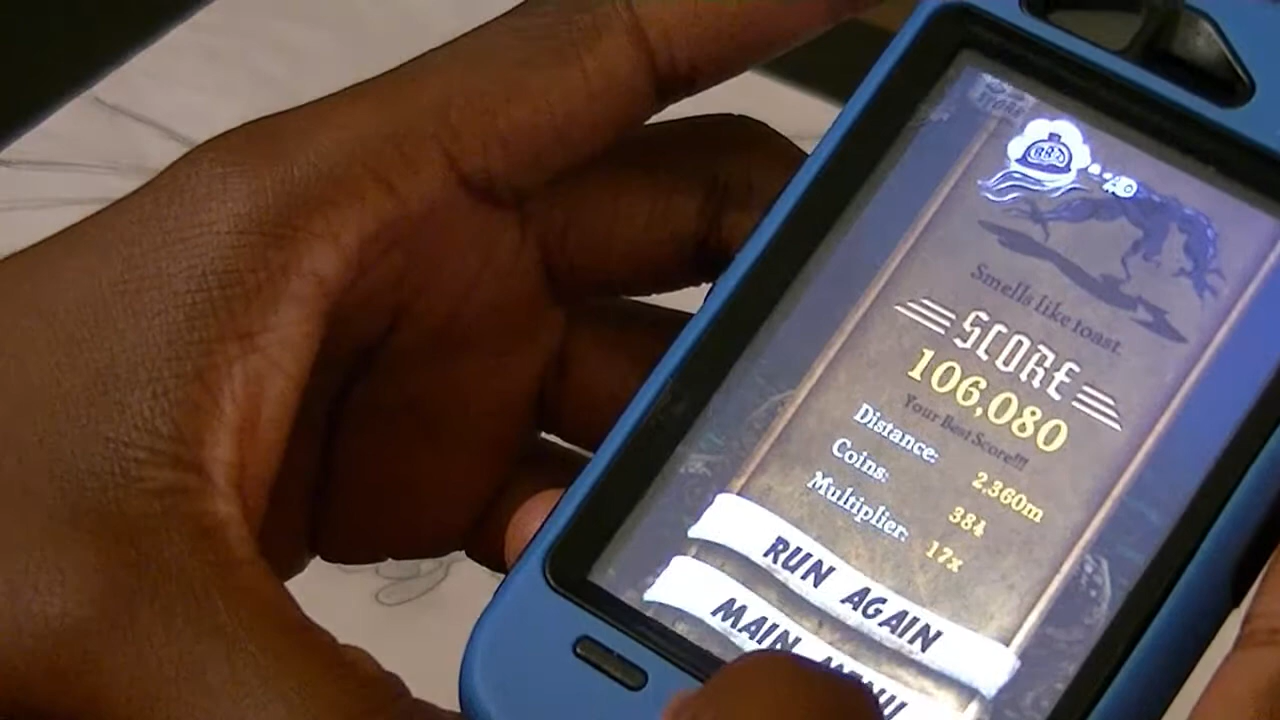 Smells like toast.
SCORE
106,080
Your Best Score!!!
Distance: 2,360m
Coins: 384
Multiplier: 17x
RUN AGAIN
MAIN MENU